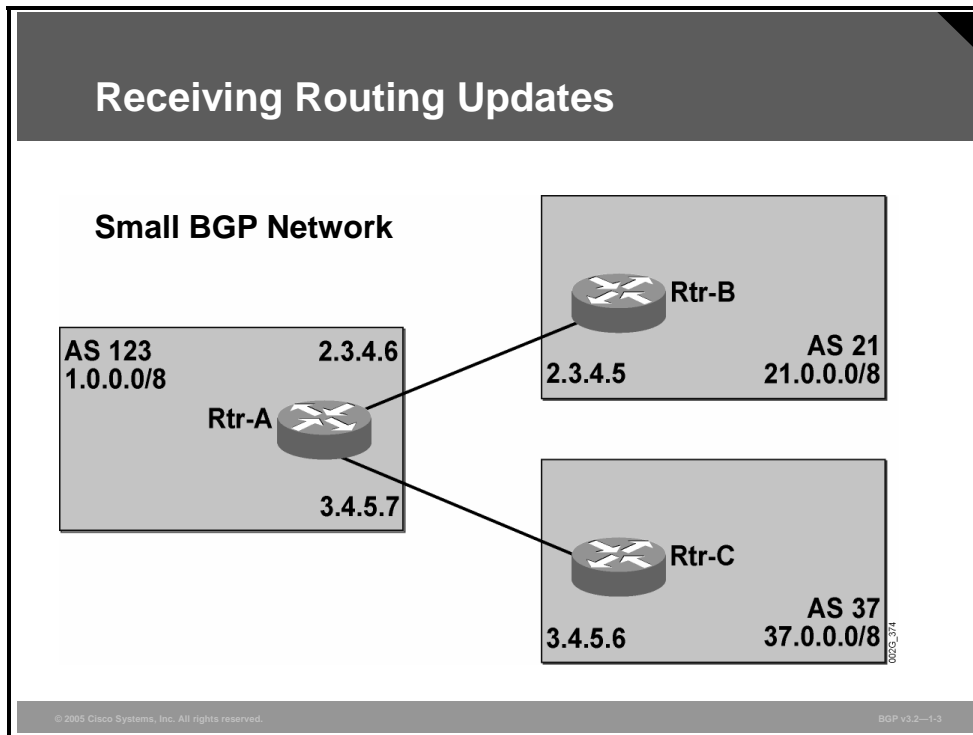 Receiving Routing Updates
Small BGP Network
AS 123
1.0.0.0/8
2.3.4.6
Rtr-A
3.4.5.7
Rtr-B
2.3.4.5
AS 21
21.0.0.0/8
Rtr-C
3.4.5.6
AS 37
37.0.0.0/8
002G_374
© 2005 Cisco Systems, Inc. All rights reserved.
BGP v3.2—1-3